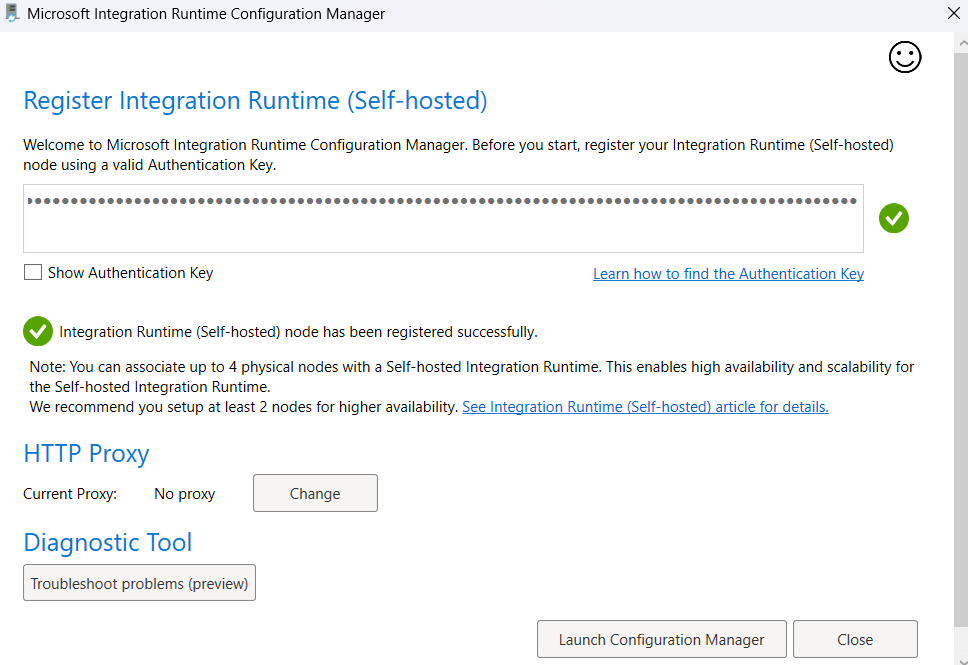 Microsoft Integration Runtime Configuration Manager
Register Integration Runtime (Self-hosted)
Welcome to Microsoft Integration Runtime Configuration Manager. Before you start, register your Integration Runtime (Self-hosted)
node using a valid Authentication Key.
Show Authentication Key
Learn how to find the Authentication Key
Integration Runtime (Self-hosted) node has been registered successfully.
Note: You can associate up to 4 physical nodes with a Self-hosted Integration Runtime. This enables high availability and scalability for
the Self-hosted Integration Runtime.
We recommend you setup at least 2 nodes for higher availability. See Integration Runtime (Self-hosted) article for details.
HTTP Proxy
Current Proxy: No proxy Change
Diagnostic Tool
Troubleshoot problems (preview)
Launch Configuration Manager Close